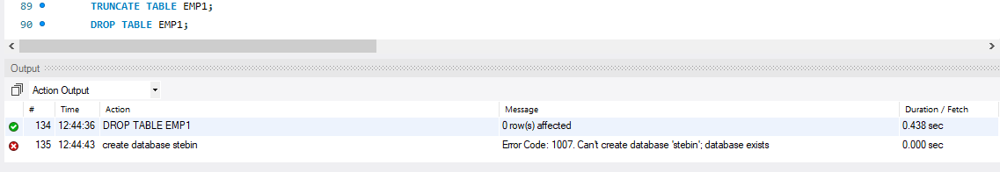 89 TRUNCATE TABLE EMP1;
90 DROP TABLE EMP1;
Output
Action Output
# Time Action Message Duration / Fetch
134 12:44:36 DROP TABLE EMP1 0 row(s) affected 0.438 sec
135 12:44:43 create database stebin Error Code: 1007. Can't create database 'stebin'; database exists 0.000 sec